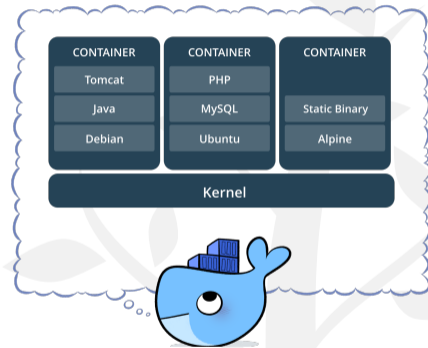 CONTAINER
Tomcat
Java
Debian
CONTAINER
PHP
MySQL
Ubuntu
CONTAINER
Static Binary
Alpine
Kernel